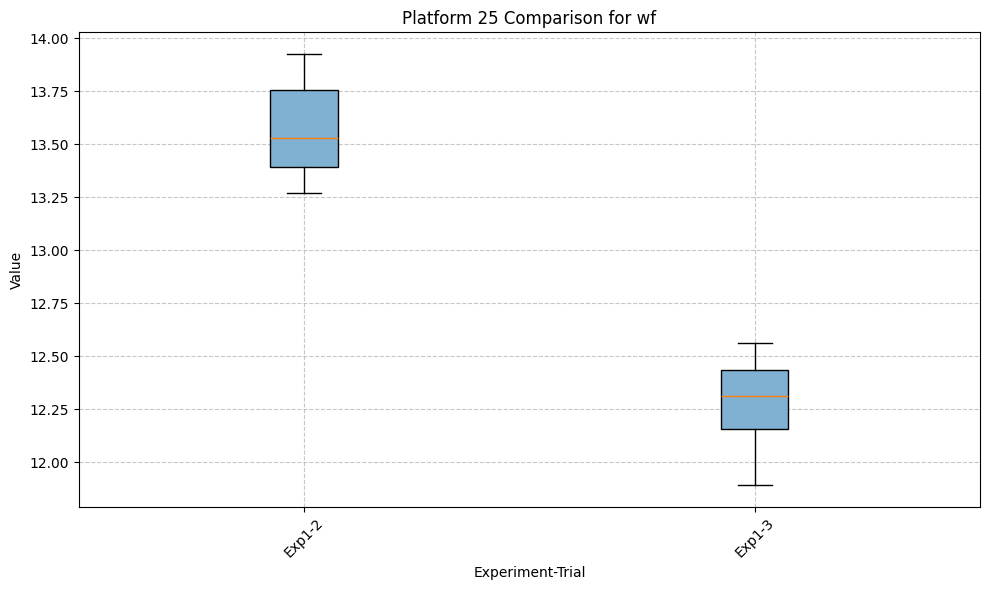 Platform 25 Comparison for wf
14.00
13.75
13.50
13.25
13.00
12.75
12.50
12.25
12.00
Value
Exp1-2
Exp1-3
Experiment-Trial